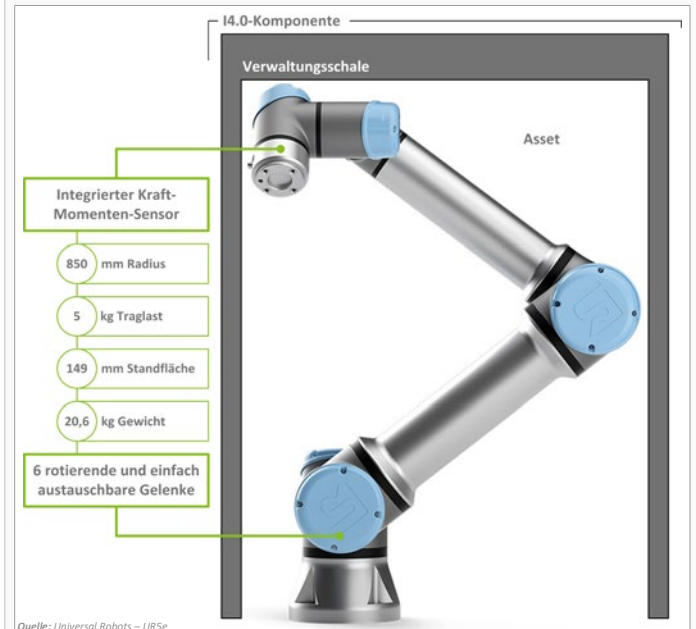 I4.0-Komponente
Verwaltungsschale
Asset
Integrierter Kraft-
Momenten-Sensor
850 mm Radius
5 kg Traglast
149 mm Standfläche
20,6 kg Gewicht
6 rotierende und einfach
austauschbare Gelenke
Quelle: Universal Robots – UR5e